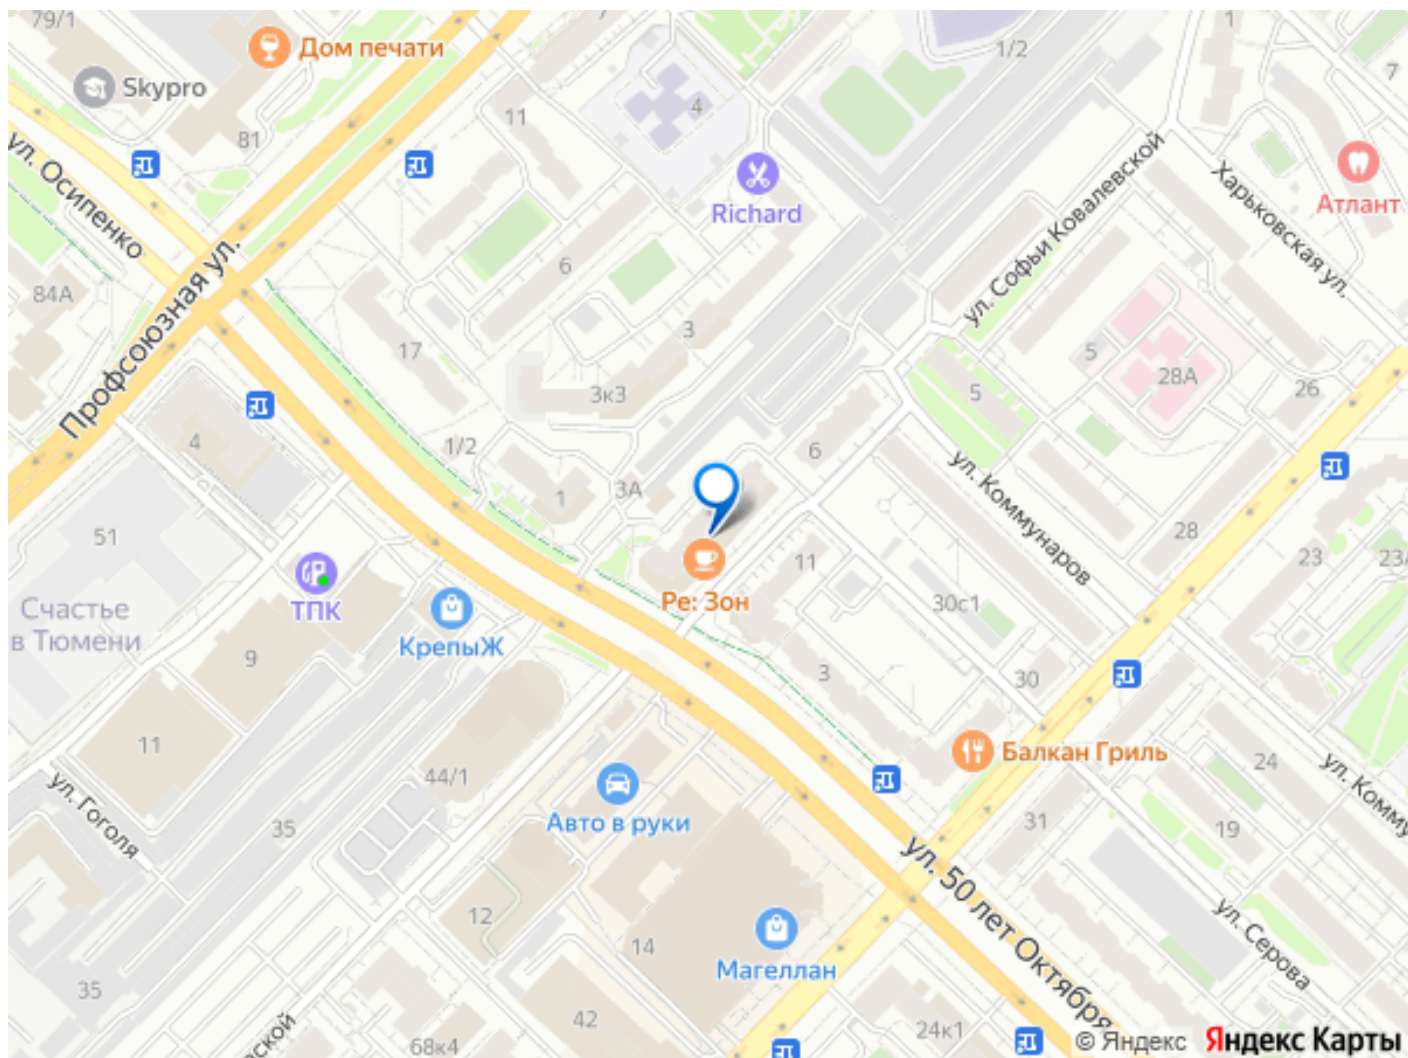 79/1
Дом печати
7
1/2
1
7
Skypro
11
4
81
ул. Осипенко
Richard
ул. Софьи Ковалевской
Харьковская ул.
Атлант
84А
Профсоюзная ул.
6
3
17
3к3
5
28А
5
26
4
1/2
1
3А
6
ул. Коммунаров
51
ТПК
Счастье
в Тюмени
КрепыЖ
Ре: Зон
11
30с1
28
23
9
3
30
11
Балкан Гриль
24
ул. Гоголя
44/1
35
Авто в руки
31
19
ул. 50 лет Октября
ул. Серова
12
14
Магеллан
35
42
68к4
24к1
© Яндекс Яндекс Карты